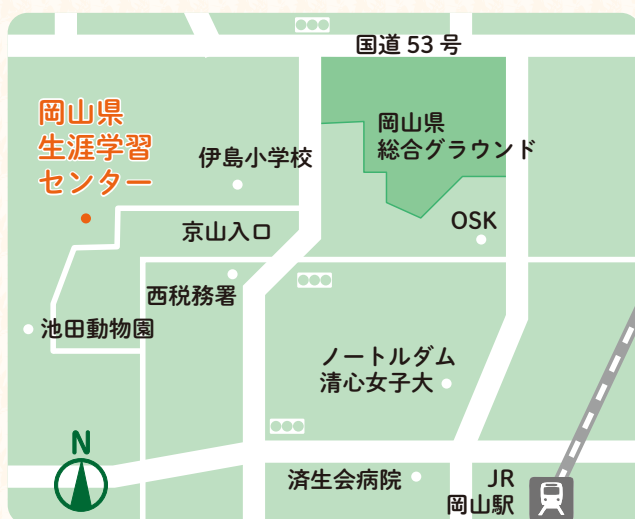 国道53号
岡山県
生涯学習
センター
岡山県
総合グラウンド
伊島小学校
京山入口
OSK
西税務署
池田動物園
ノートルダム
清心女子大
N
済生会病院
JR
岡山駅